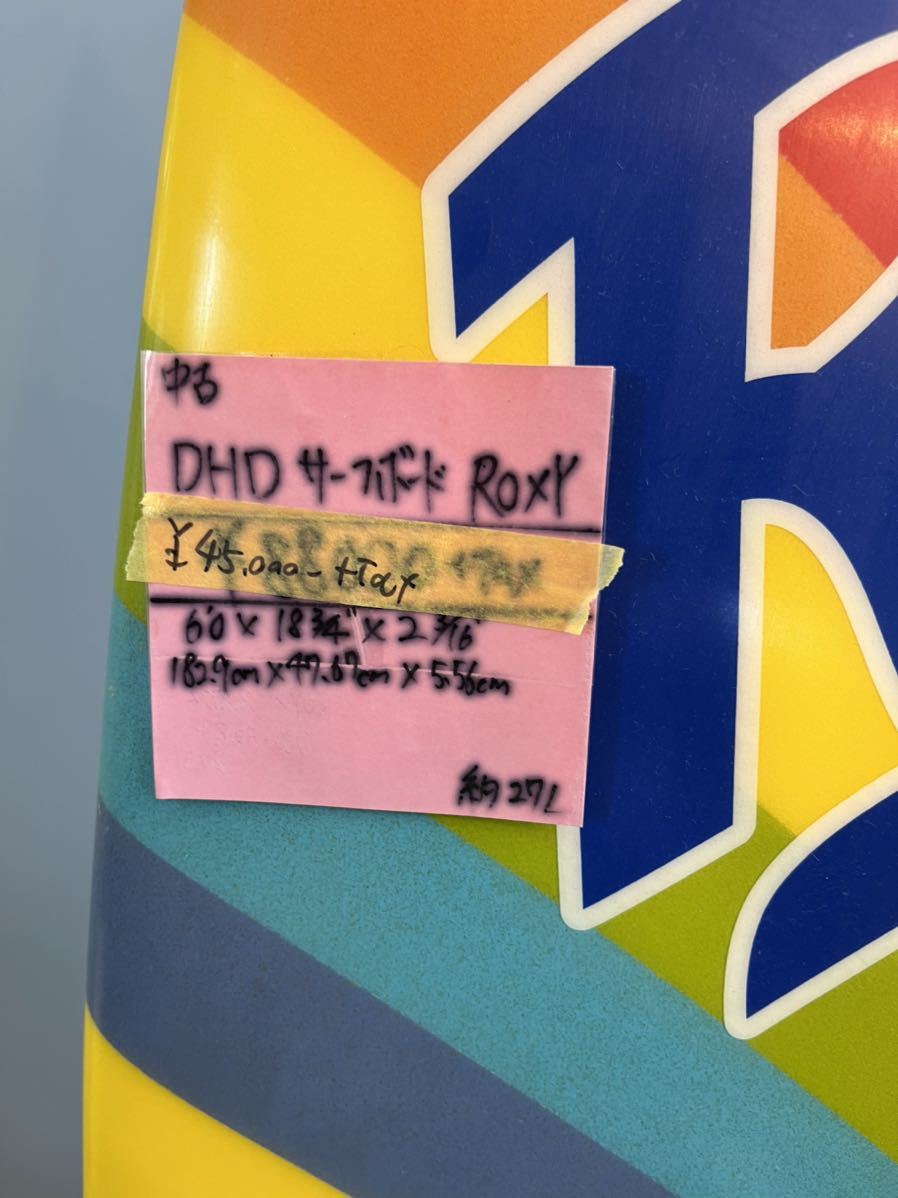 中古
DHD サーフボード ROXY
¥45,000- +Tax
6'0 x 18 3/4" x 2 3/16"
182.9cm x 47.67cm x 5.56cm
約27L